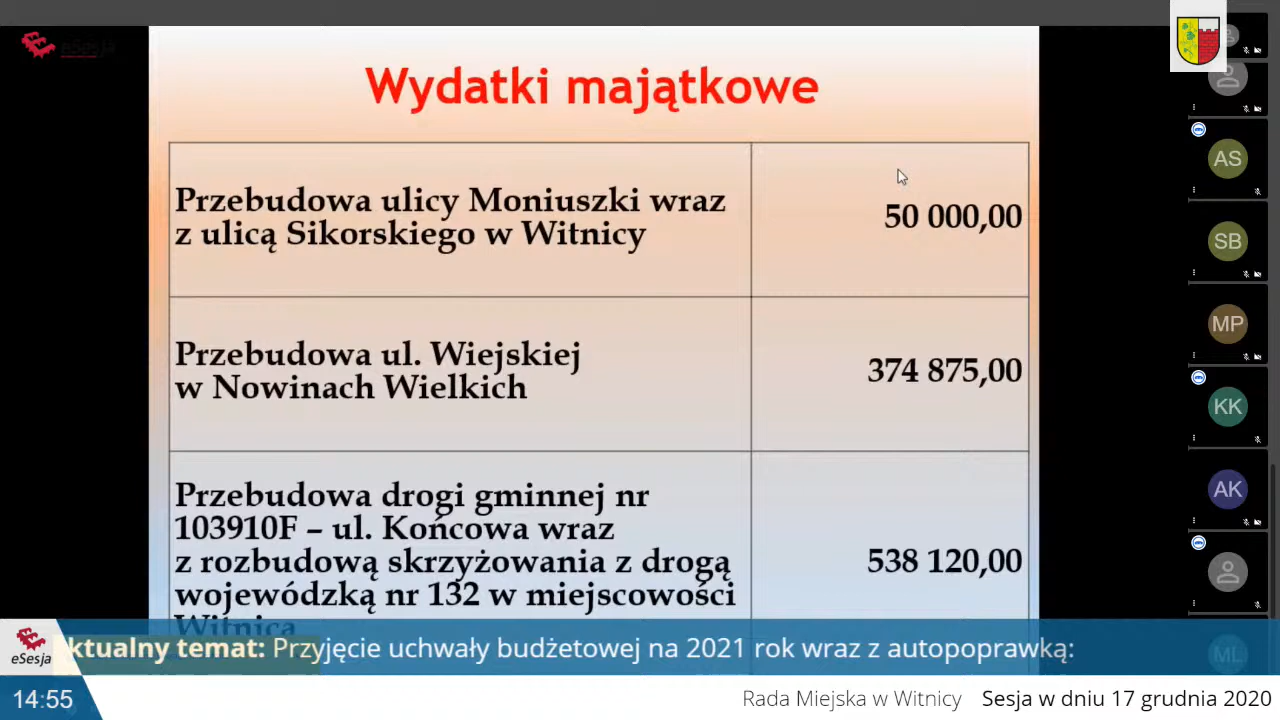 eSesja
Wydatki majątkowe
Przebudowa ulicy Moniuszki wraz
z ulicą Sikorskiego w Witnicy
50 000,00
Przebudowa ul. Wiejskiej
w Nowinach Wielkich
374 875,00
Przebudowa drogi gminnej nr
103910F – ul. Końcowa wraz
z rozbudową skrzyżowania z drogą
wojewódzką nr 132 w miejscowości
Witnica
538 120,00
AS
SB
MP
KK
AK
ML
eSesja
ktualny temat: Przyjęcie uchwały budżetowej na 2021 rok wraz z autopoprawką:
14:55
Rada Miejska w Witnicy Sesja w dniu 17 grudnia 2020